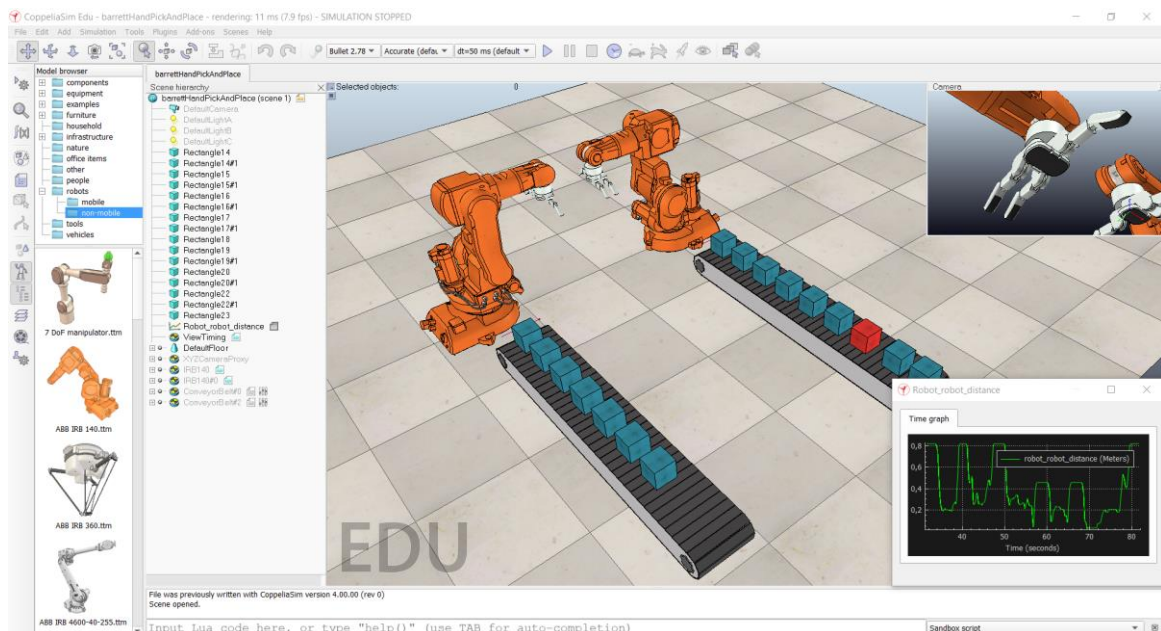 CoppeliaSim Edu - barrettHandPickAndPlace - rendering: 11 ms (7.9 fps) - SIMULATION STOPPED
File Edit Add Simulation Tools Plugins Add-ons Scenes Help
Bullet 2.78 Accurate (defau dt=50 ms (default
Model browser
components
equipment
examples
furniture
household
infrastructure
nature
office items
other
people
robots
mobile
non-mobile
tools
vehicles
7 DoF manipulator.ttm
ABB IRB 140.ttm
ABB IRB 360.ttm
ABB IRB 4600-40-255.ttm
barrettHandPickAndPlace
Scene hierarchy
barrettHandPickAndPlace (scene 1)
DefaultCamera
DefaultLightA
DefaultLightB
DefaultLightC
Rectangle14
Rectangle14#1
Rectangle15
Rectangle15#1
Rectangle16
Rectangle16#1
Rectangle17
Rectangle17#1
Rectangle18
Rectangle19
Rectangle19#1
Rectangle20
Rectangle20#1
Rectangle22
Rectangle22#1
Rectangle23
Robot_robot_distance
ViewTiming
DefaultFloor
XYZCameraProxy
IRB140
IRB140#0
ConveyorBelt#0
ConveyorBelt#2
Selected objects: 0
Camera
EDU
Robot_robot_distance
Time graph
robot_robot_distance (Meters)
0,8
0,6
0,4
0,2
40 50 60 70 80
Time (seconds)
File was previously written with CoppeliaSim version 4.00.00 (rev 0)
Scene opened.
Input Lua code here, or type "help()" (use TAB for auto-completion)
Sandbox script